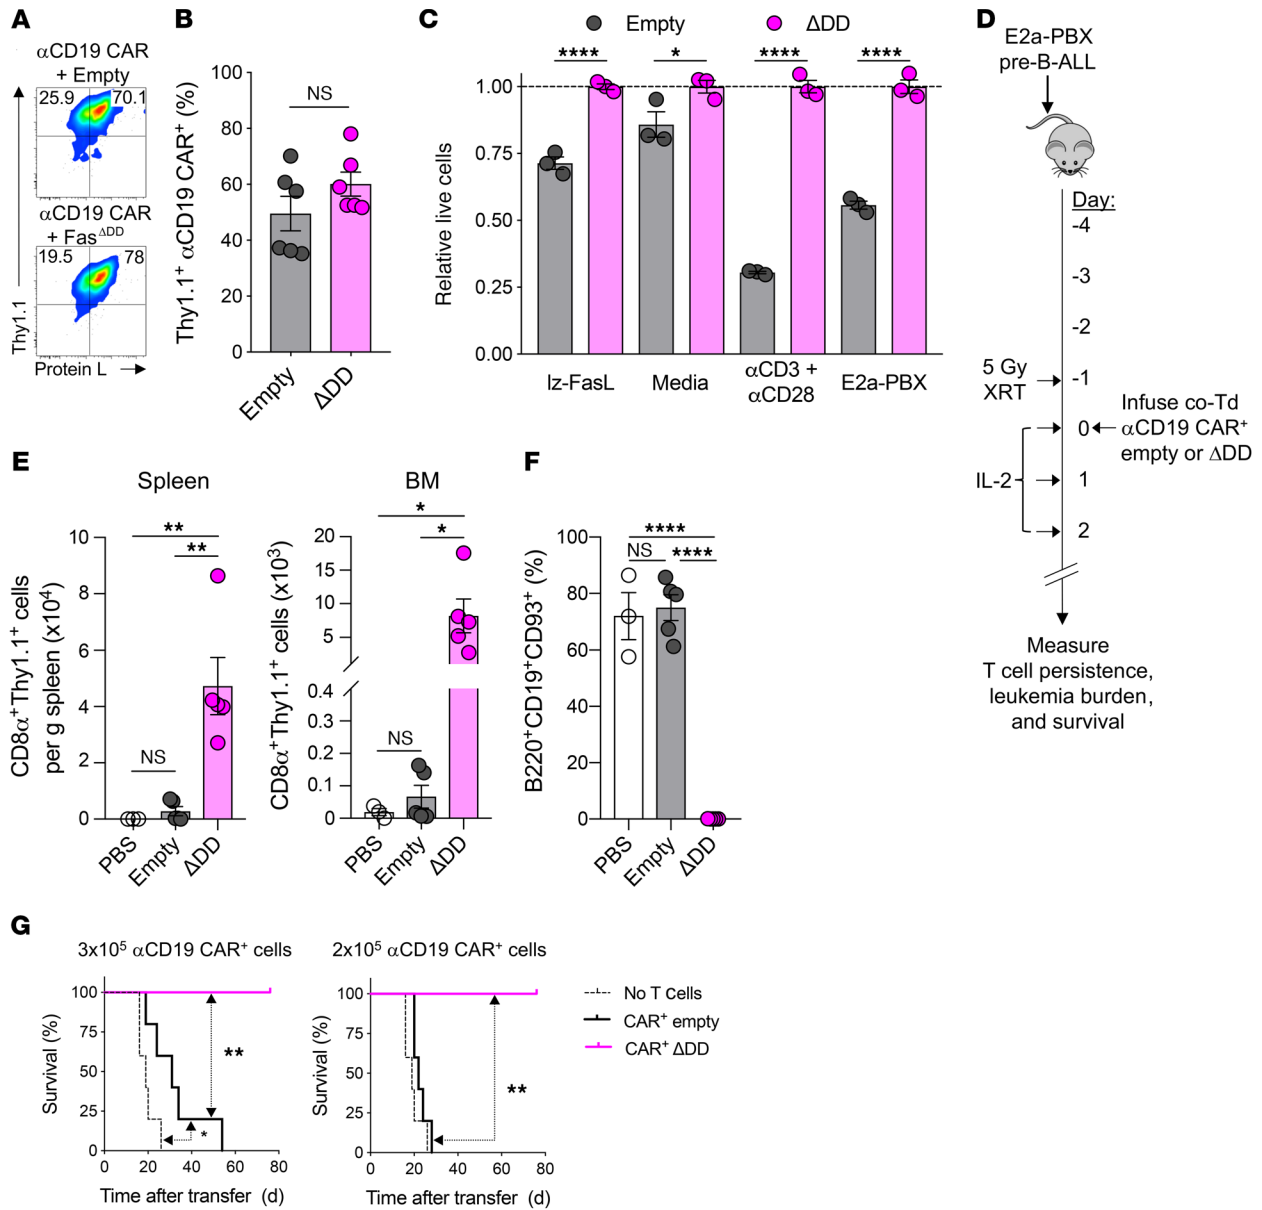 A
αCD19 CAR
+ Empty
25.9
70.1
αCD19 CAR
+ Fas^ΔDD
19.5
78
Thy1.1
Protein L
B
Thy1.1⁺ αCD19 CAR⁺ (%)
100
80
60
40
20
0
NS
Empty
ΔDD
C
Empty
ΔDD
Relative live cells
1.00
0.75
0.50
0.25
0.00
****
*
****
****
lz-FasL
Media
αCD3 +
αCD28
E2a-PBX
D
E2a-PBX
pre-B-ALL
Day:
-4
-3
-2
5 Gy
XRT
-1
0
Infuse co-Td
αCD19 CAR⁺
empty or ΔDD
IL-2
1
2
Measure
T cell persistence,
leukemia burden,
and survival
E
Spleen
CD8α⁺Thy1.1⁺ cells
per g spleen (x10⁴)
10
8
6
4
2
0
**
**
NS
PBS
Empty
ΔDD
BM
CD8α⁺Thy1.1⁺ cells (x10³)
20
15
10
5
0.4
0.3
0.2
0.1
0
*
*
NS
PBS
Empty
ΔDD
F
B220⁺CD19⁺CD93⁺ (%)
100
80
60
40
20
0
****
NS
****
PBS
Empty
ΔDD
G
3x10⁵ αCD19 CAR⁺ cells
Survival (%)
100
75
50
25
0
**
*
0 20 40 60 80
Time after transfer (d)
2x10⁵ αCD19 CAR⁺ cells
Survival (%)
100
75
50
25
0
**
0 20 40 60 80
Time after transfer (d)
No T Cells
CAR⁺ empty
CAR⁺ ΔDD